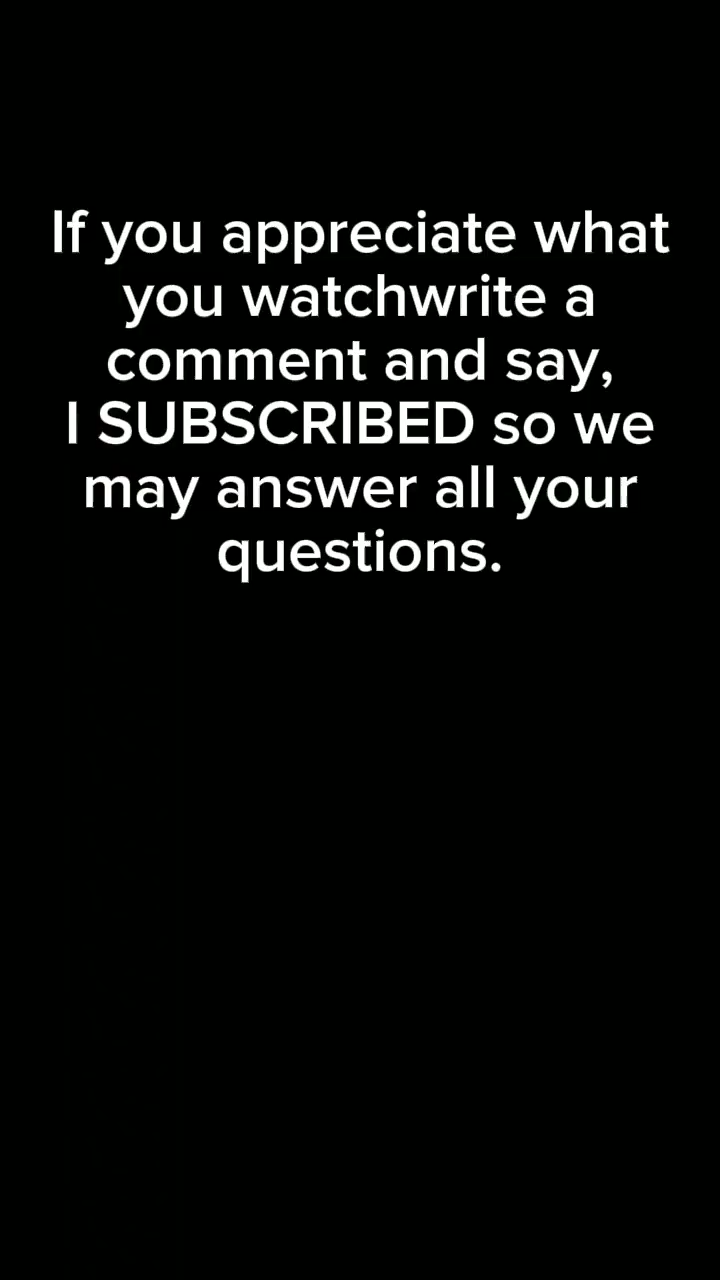 If you appreciate what
you watchwrite a
comment and say,
I SUBSCRIBED so we
may answer all your
questions.